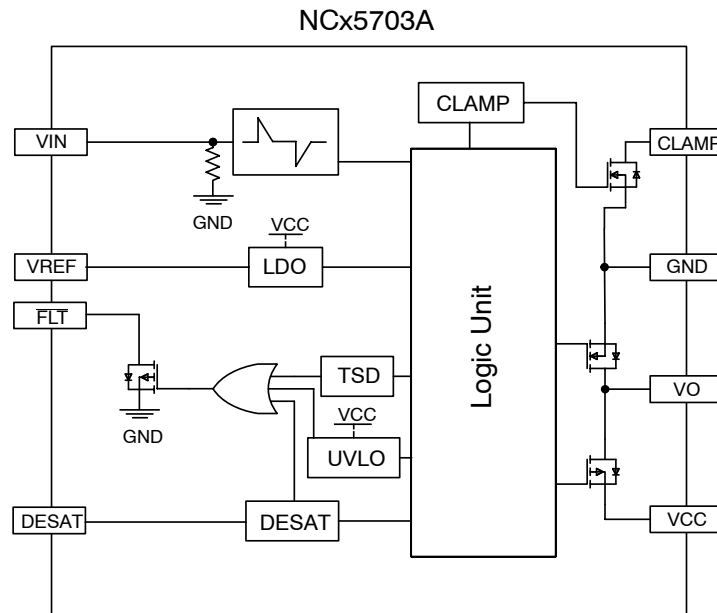 NCx5703A
CLAMP
VIN
CLAMP
GND
VCC
VREF
LDO
GND
FLT
Logic Unit
TSD
GND
VCC
VO
UVLO
DESAT
DESAT
VCC